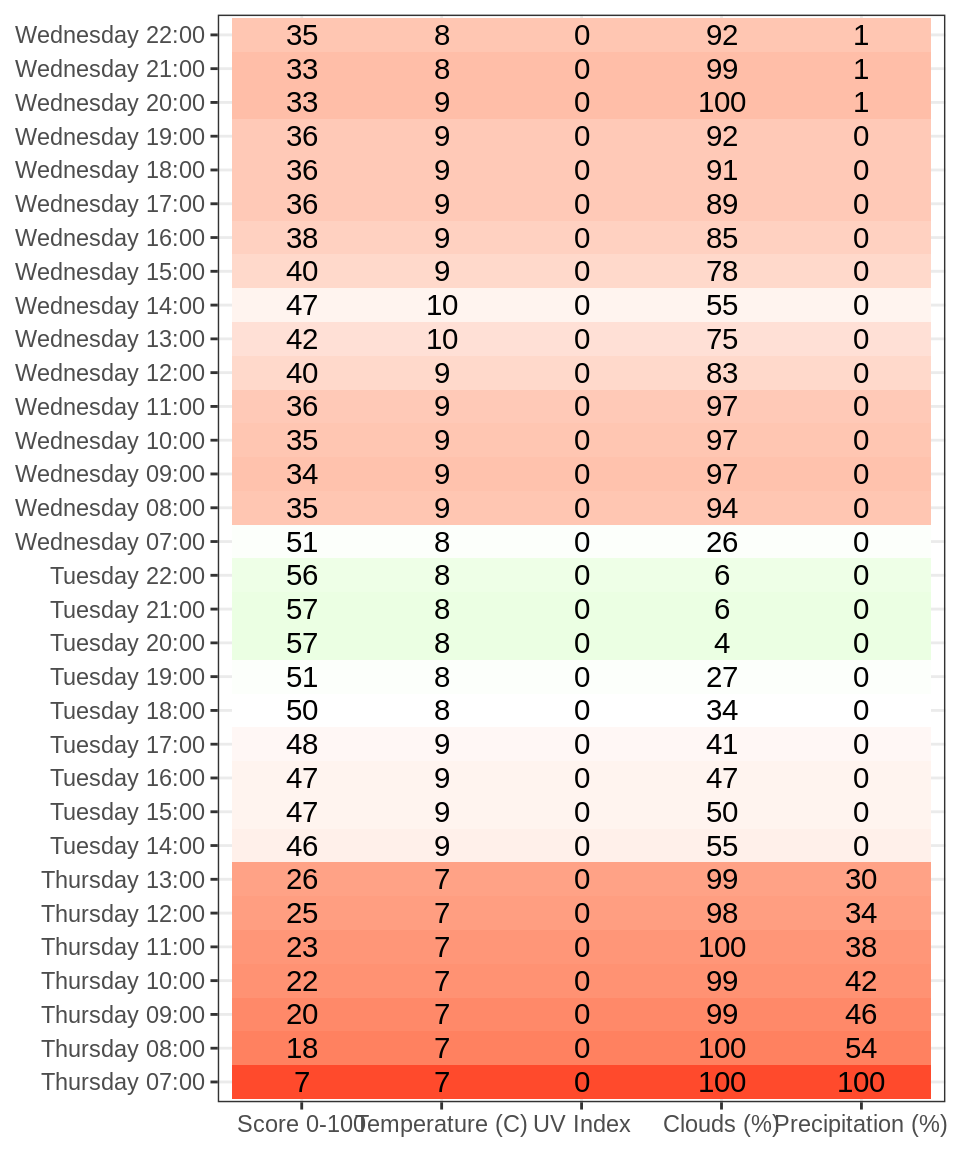 Wednesday 22:00 35 8 0 92 1
Wednesday 21:00 33 8 0 99 1
Wednesday 20:00 33 9 0 100 1
Wednesday 19:00 36 9 0 92 0
Wednesday 18:00 36 9 0 91 0
Wednesday 17:00 36 9 0 89 0
Wednesday 16:00 38 9 0 85 0
Wednesday 15:00 40 9 0 78 0
Wednesday 14:00 47 10 0 55 0
Wednesday 13:00 42 10 0 75 0
Wednesday 12:00 40 9 0 83 0
Wednesday 11:00 36 9 0 97 0
Wednesday 10:00 35 9 0 97 0
Wednesday 09:00 34 9 0 97 0
Wednesday 08:00 35 9 0 94 0
Wednesday 07:00 51 8 0 26 0
Tuesday 22:00 56 8 0 6 0
Tuesday 21:00 57 8 0 6 0
Tuesday 20:00 57 8 0 4 0
Tuesday 19:00 51 8 0 27 0
Tuesday 18:00 50 8 0 34 0
Tuesday 17:00 48 9 0 41 0
Tuesday 16:00 47 9 0 47 0
Tuesday 15:00 47 9 0 50 0
Tuesday 14:00 46 9 0 55 0
Thursday 13:00 26 7 0 99 30
Thursday 12:00 25 7 0 98 34
Thursday 11:00 23 7 0 100 38
Thursday 10:00 22 7 0 99 42
Thursday 09:00 20 7 0 99 46
Thursday 08:00 18 7 0 100 54
Thursday 07:00 7 7 0 100 100
Score 0-100 Temperature (C) UV Index Clouds (%) Precipitation (%)